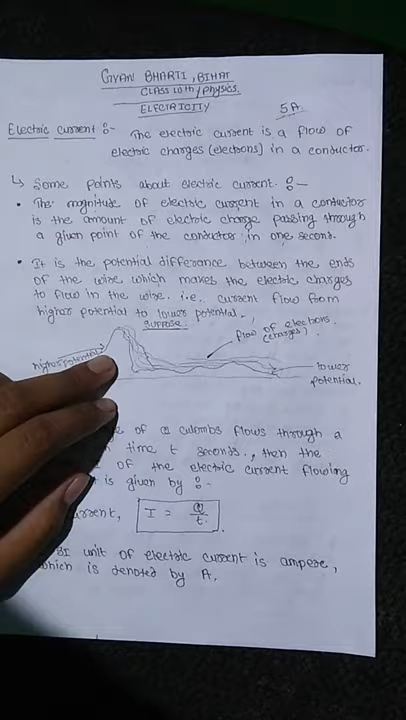 GYAN BHARTI, BIHAT
CLASS 10th/Physics.
ELECTRICITY
5A.
Electric current :- The electric current is a flow of
electric charges (electrons) in a conductor.
↳ Some points about electric current. :-
• The magnitude of electric current in a conductor
is the amount of electric charge passing through
a given point of the conductor in one second.
• It is the potential difference between the ends
of the wire which makes the electric charges
to flow in the wire. i.e. current flow from
higher potential to lower potential.
suppose
flow of electrons
(charges).
higher potential
lower
potential.
of Q culombs flows through a
time t seconds., then the
of the electric current flowing
is given by :-
I = Q/t.
SI unit of electric current is ampere,
which is denoted by A.